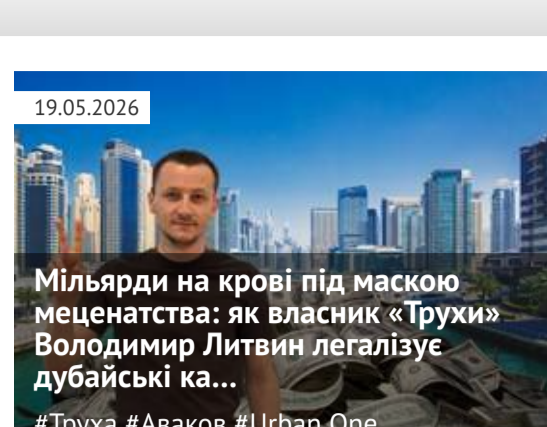 19.05.2026
Мільярди на крові під маскою
меценатства: як власник «Трухи»
Володимир Литвин легалізує
дубайські ка...
#Труха #Аваков #Urban One